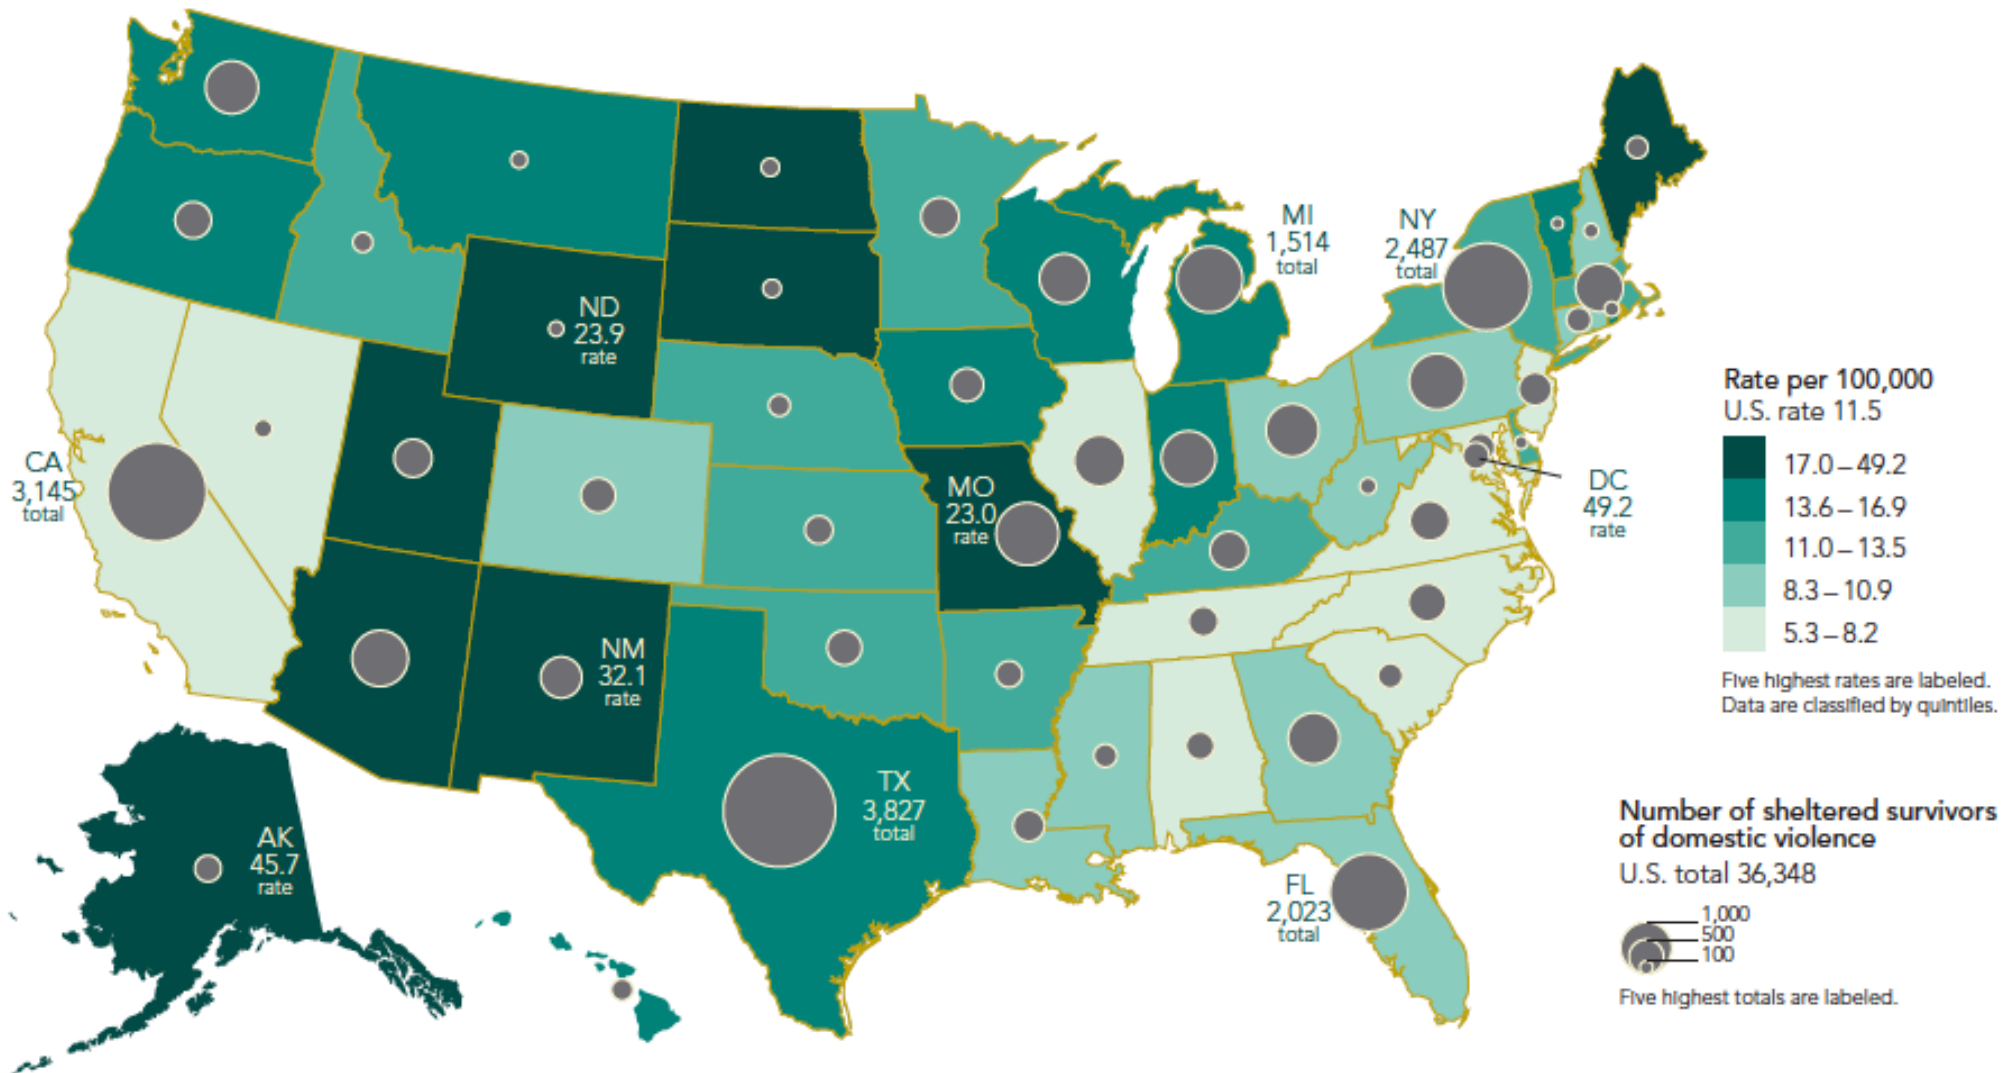 MI
1,514
total
NY
2,487
total
ND
23.9
rate
CA
3,145
total
MO
23.0
rate
DC
49.2
rate
NM
32.1
rate
TX
3,827
total
AK
45.7
rate
FL
2,023
total
Rate per 100,000
U.S. rate 11.5
17.0–49.2
13.6–16.9
11.0–13.5
8.3–10.9
5.3–8.2
Five highest rates are labeled.
Data are classified by quintiles.
Number of sheltered survivors
of domestic violence
U.S. total 36,348
1,000
500
100
Five highest totals are labeled.